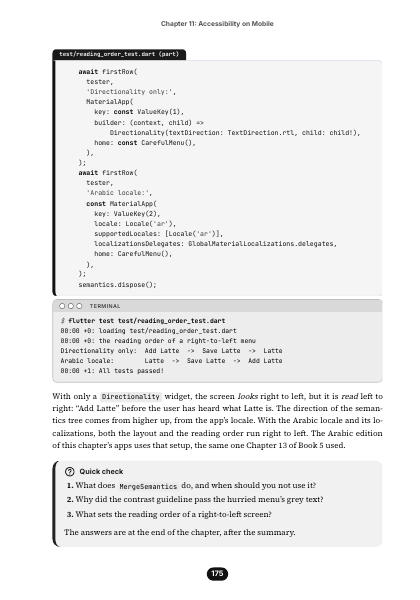 Chapter 11: Accessibility on Mobile
test/reading_order_test.dart (part)
await firstRow(
tester,
'Directionality only:',
MaterialApp(
key: const ValueKey(1),
builder: (context, child) =>
Directionality(textDirection: TextDirection.rtl, child: child!),
home: const CarefulMenu(),
),
);
await firstRow(
tester,
'Arabic locale:',
const MaterialApp(
key: ValueKey(2),
locale: Locale('ar'),
supportedLocales: [Locale('ar')],
localizationsDelegates: GlobalMaterialLocalizations.delegates,
home: CarefulMenu(),
),
);
semantics.dispose();
TERMINAL
$ flutter test test/reading_order_test.dart
00:00 +0: loading test/reading_order_test.dart
00:00 +0: the reading order of a right-to-left menu
Directionality only: Add Latte -> Save Latte -> Latte
Arabic locale: Latte -> Save Latte -> Add Latte
00:00 +1: All tests passed!
With only a Directionality widget, the screen looks right to left, but it is read left to
right: “Add Latte” before the user has heard what Latte is. The direction of the seman-
tics tree comes from higher up, from the app’s locale. With the Arabic locale and its lo-
calizations, both the layout and the reading order run right to left. The Arabic edition
of this chapter’s apps uses that setup, the same one Chapter 13 of Book 5 used.
Quick check
1. What does MergeSemantics do, and when should you not use it?
2. Why did the contrast guideline pass the hurried menu’s grey text?
3. What sets the reading order of a right-to-left screen?
The answers are at the end of the chapter, after the summary.
175